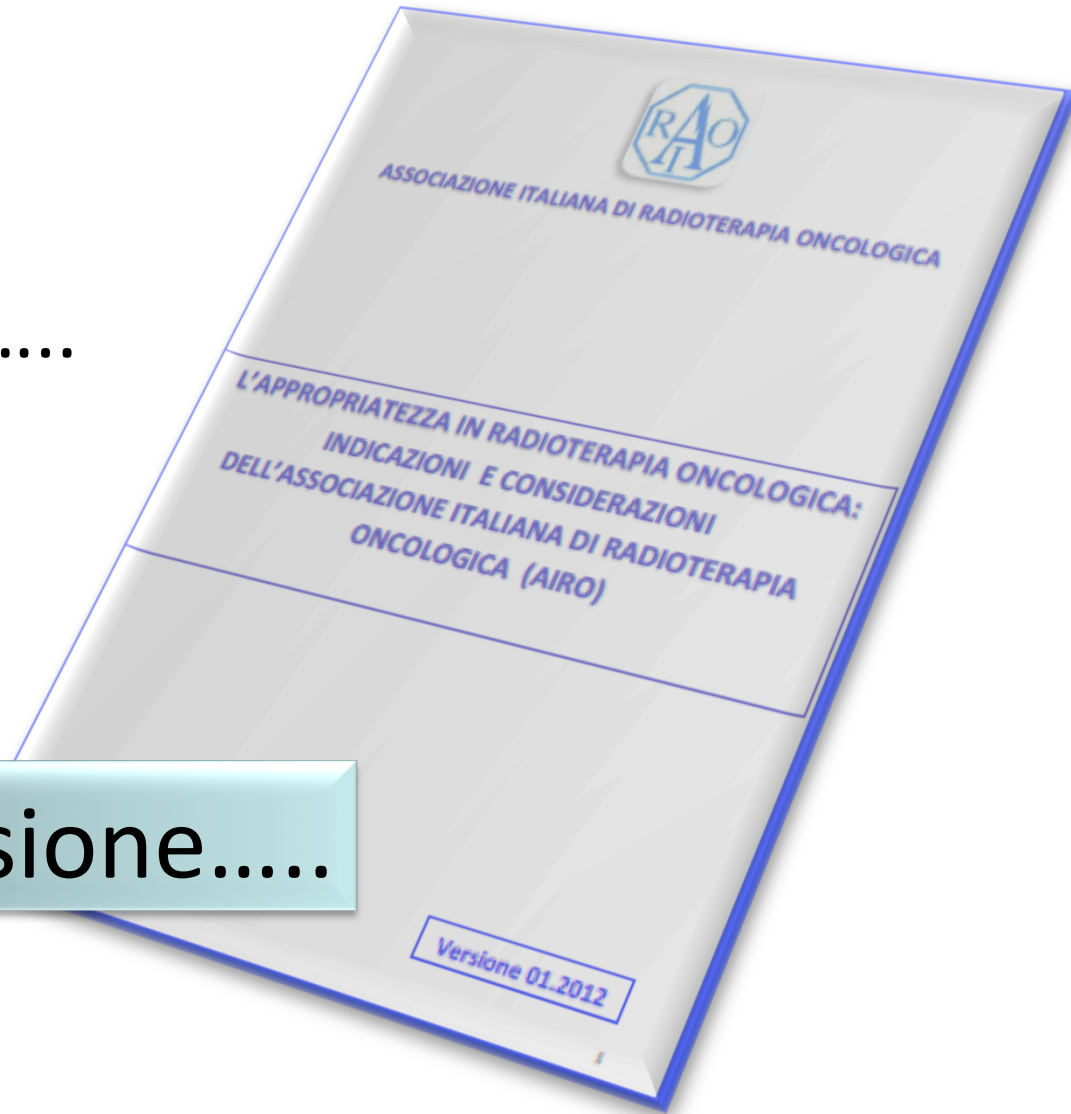 RAO
I
ASSOCIAZIONE ITALIANA DI RADIOTERAPIA ONCOLOGICA
…..
L'APPROPRIATEZZA IN RADIOTERAPIA ONCOLOGICA:
INDICAZIONI E CONSIDERAZIONI
DELL'ASSOCIAZIONE ITALIANA DI RADIOTERAPIA
ONCOLOGICA (AIRO)
sione…..
Versione 01.2012